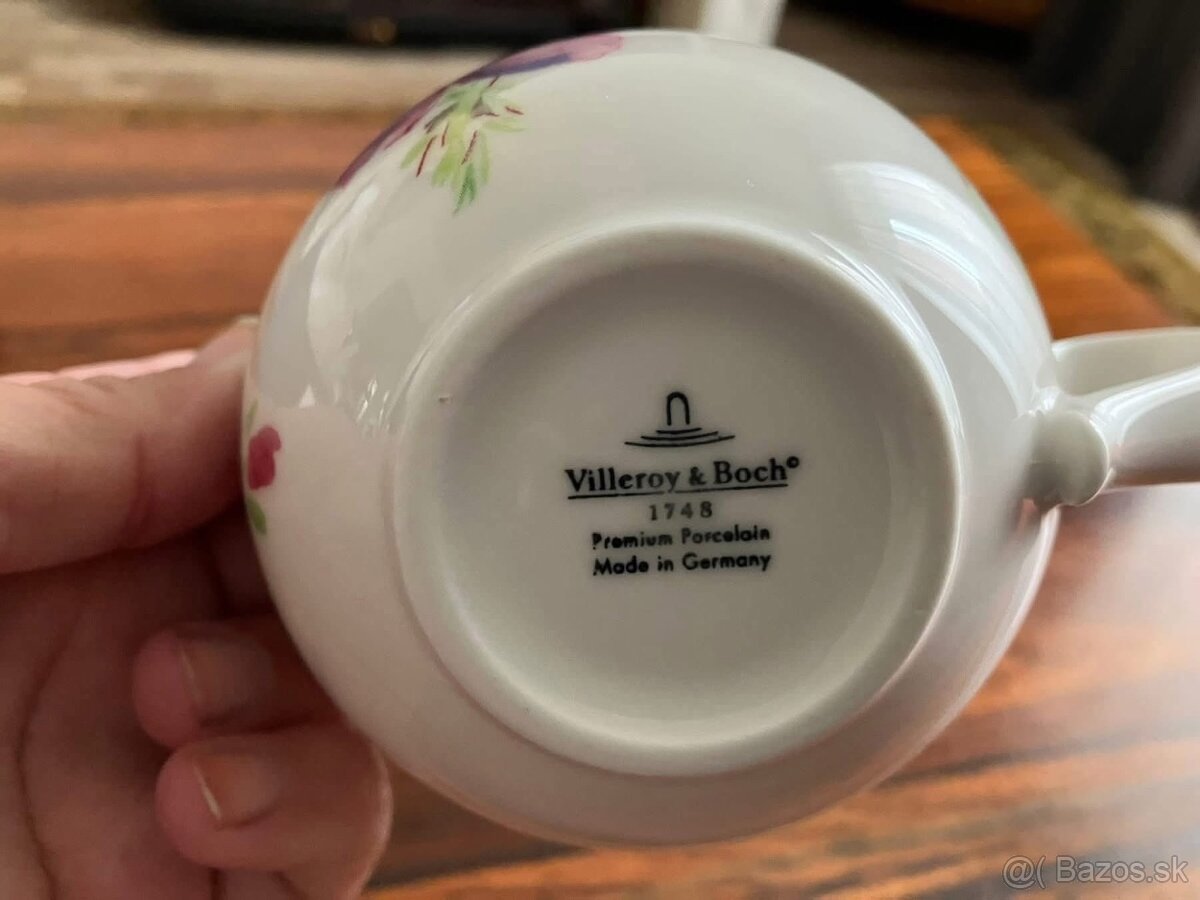 Villeroy & Boch©
1748
Premium Porcelain
Made in Germany
@( Bazos.sk